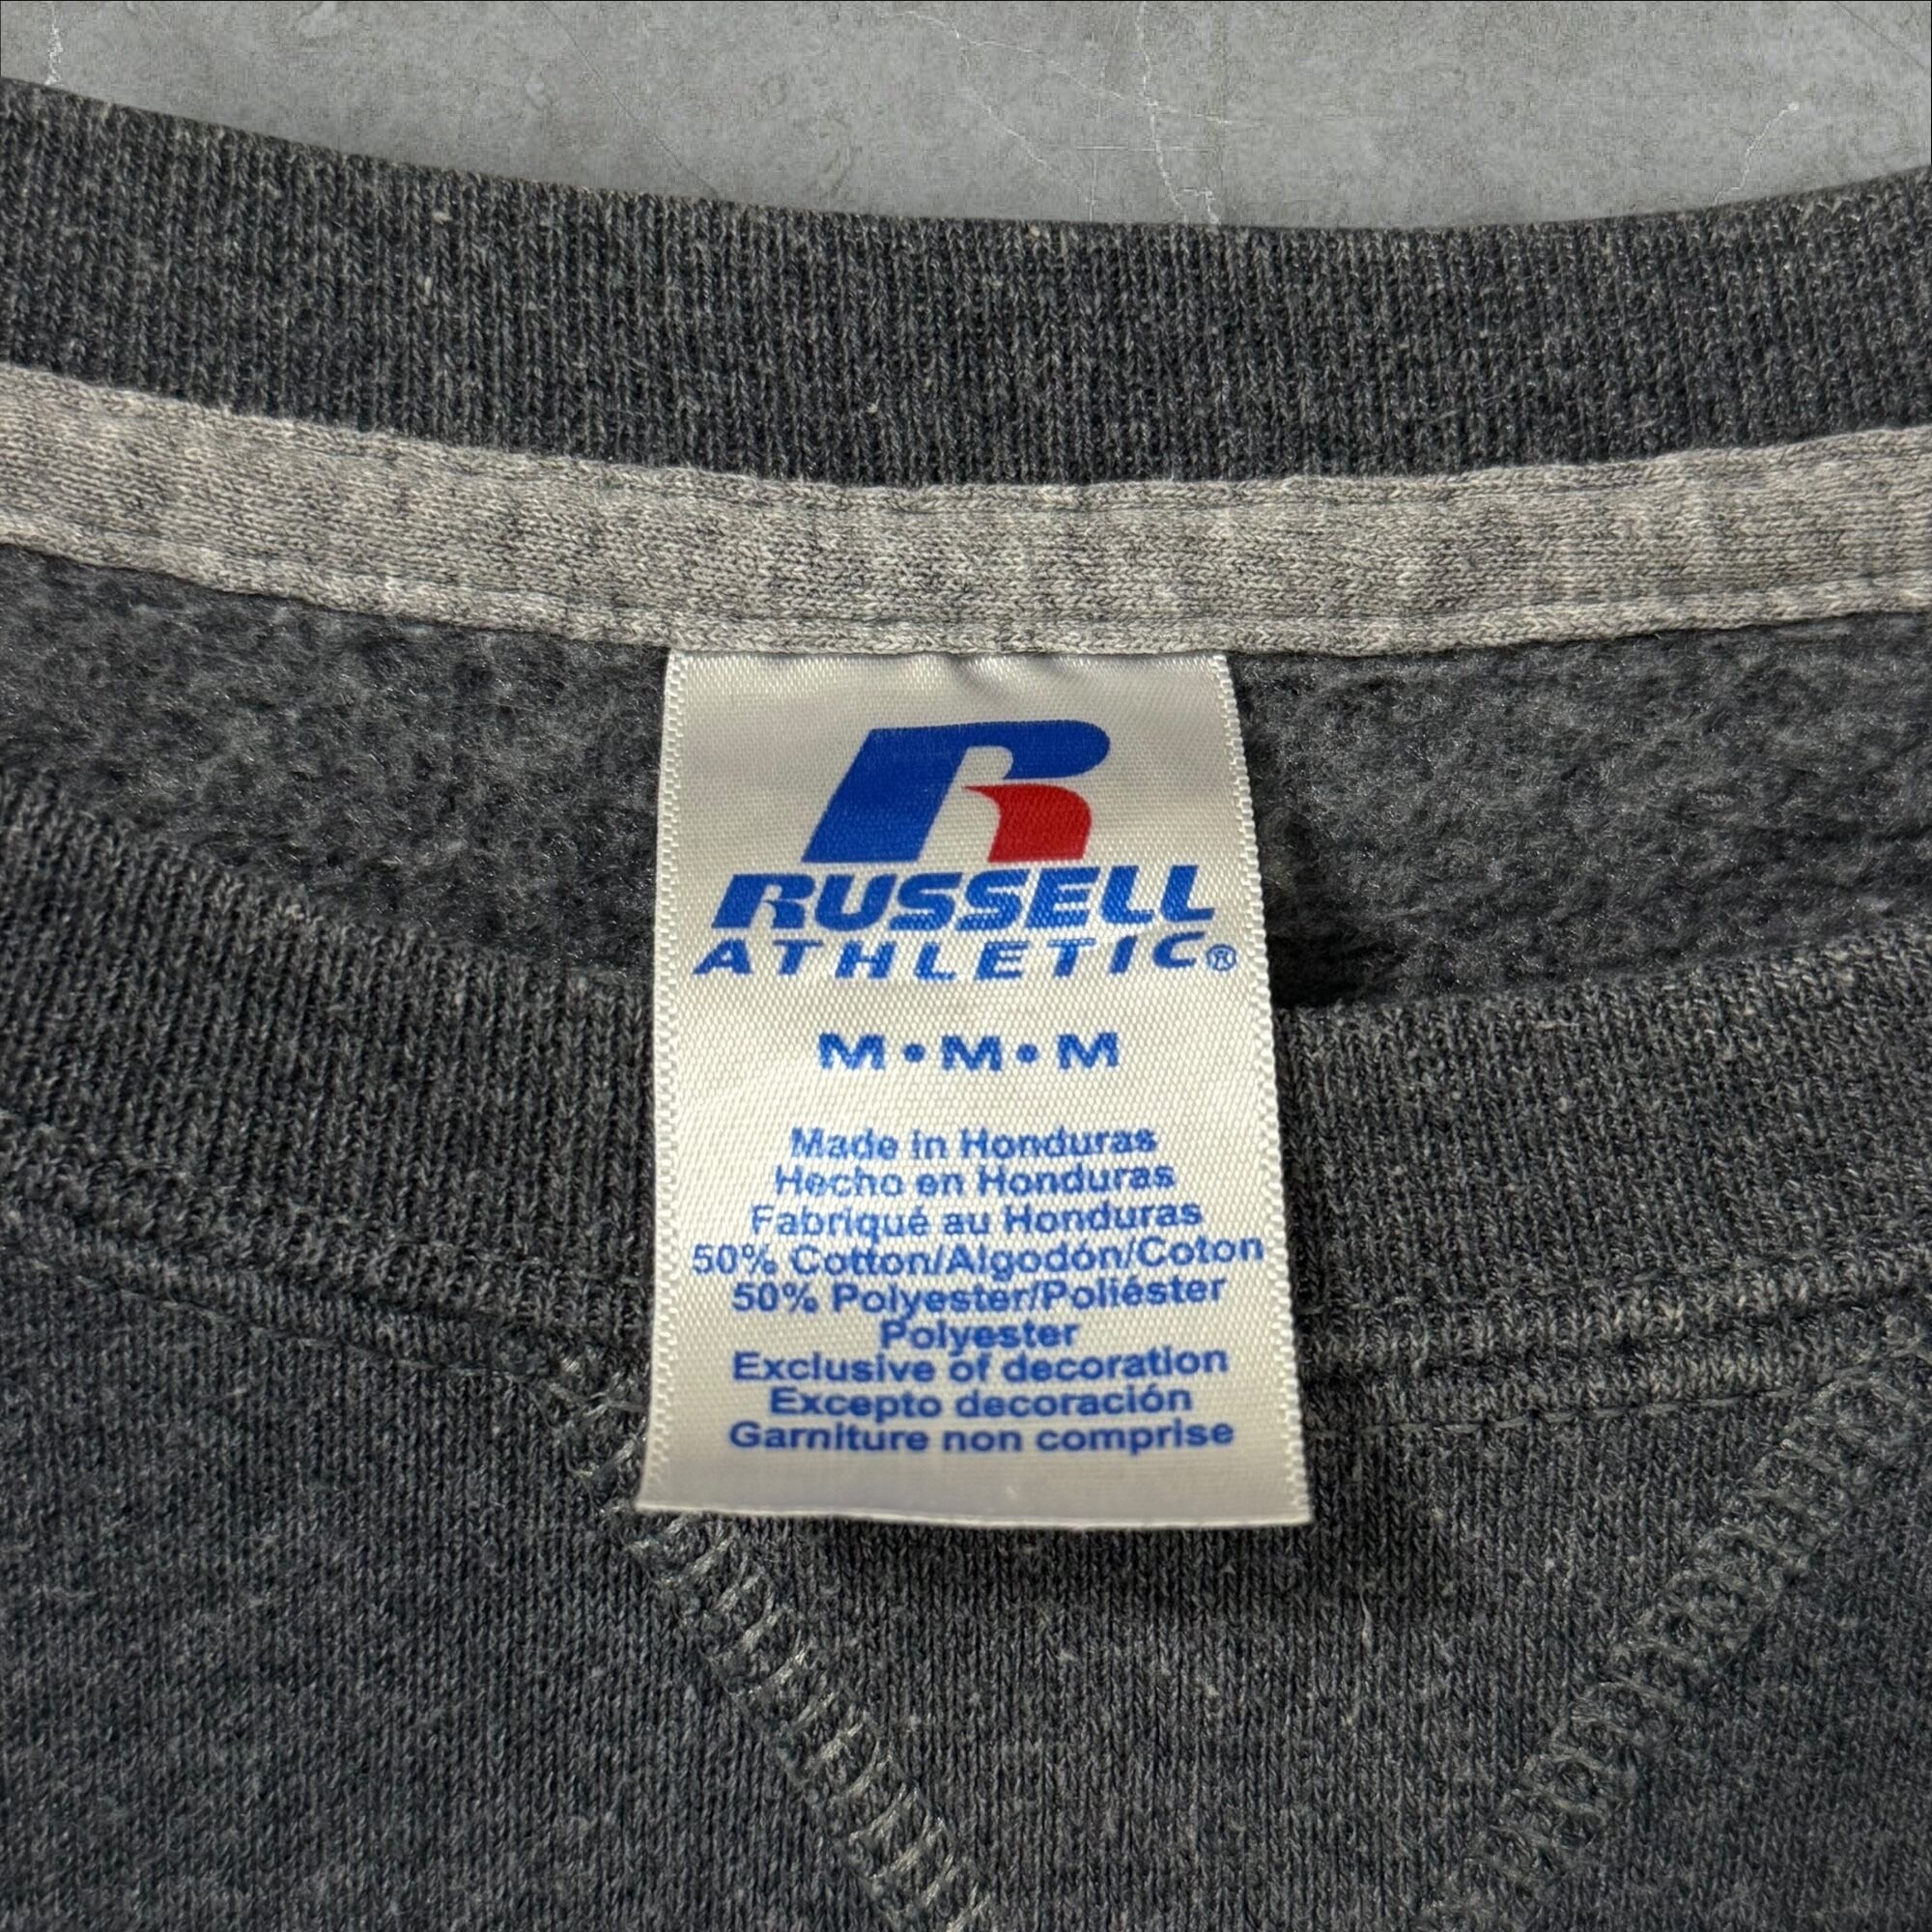 RUSSELL
ATHLETIC®
M•M•M
Made in Honduras
Hecho en Honduras
Fabriqué au Honduras
50% Cotton/Algodón/Coton
50% Polyester/Poliéster
Polyester
Exclusive of decoration
Excepto decoración
Garniture non comprise